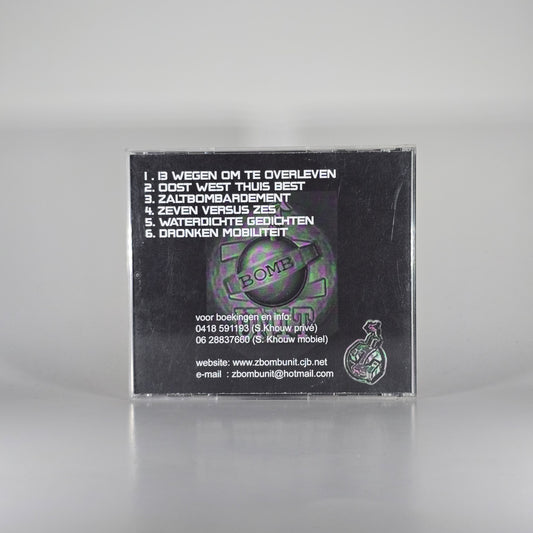 1. 13 WEGEN OM TE OVERLEVEN
2. OOST WEST THUIS BEST
3. ZALTBOMBARDEMENT
4. ZEVEN VERSUS ZES
5. WATERDICHTE GEDICHTEN
6. DRONKEN MOBILITEIT
Z
BOMB
UNIT
voor boekingen en info:
0418 591193 (S.Khouw privé)
06 28837660 (S. Khouw mobiel)
website: www.zbombunit.cjb.net
e-mail : zbombunit@hotmail.com